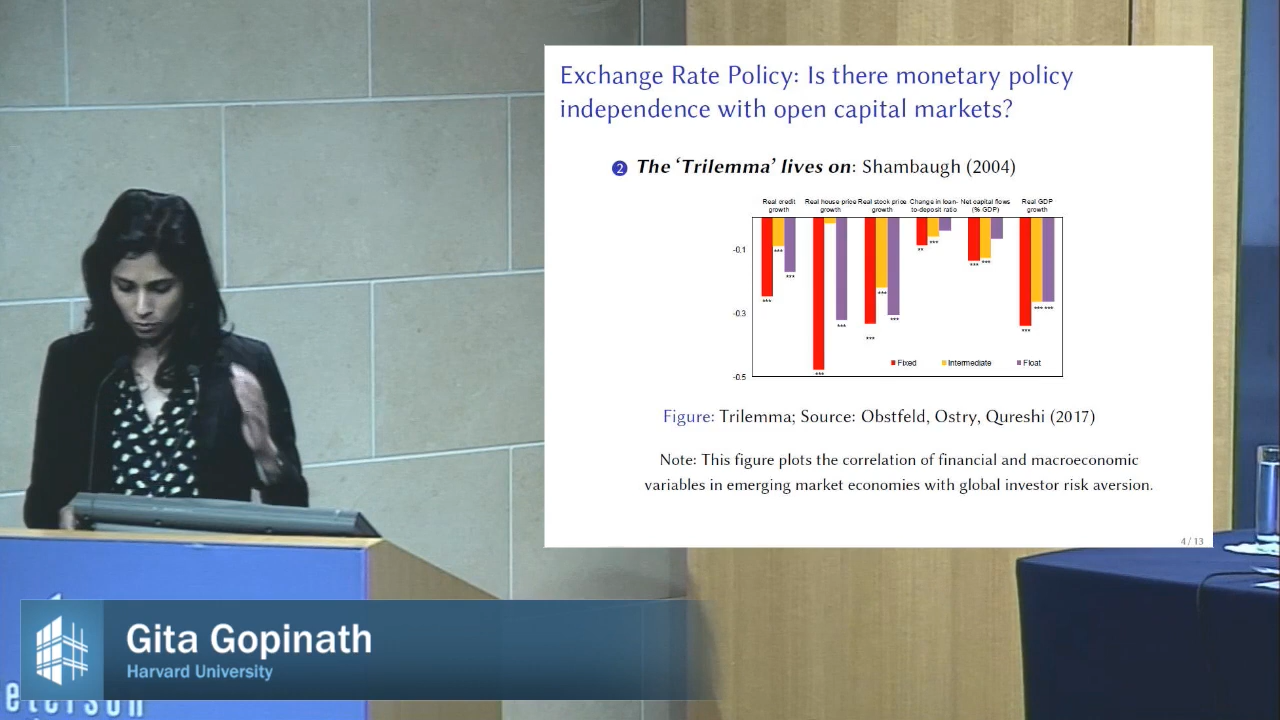 Exchange Rate Policy: Is there monetary policy
independence with open capital markets?
2 The ‘Trilemma’ lives on: Shambaugh (2004)
Real credit growth
Real house price growth
Real stock price growth
Change in loan-to-deposit ratio
Net capital flows (% GDP)
Real GDP growth
-0.1
-0.3
-0.5
***
***
***
***
***
***
***
***
**
***
***
***
***
*** ***
Fixed Intermediate Float
Figure: Trilemma; Source: Obstfeld, Ostry, Qureshi (2017)
Note: This figure plots the correlation of financial and macroeconomic
variables in emerging market economies with global investor risk aversion.
4 / 13
Gita Gopinath
Harvard University
eterson